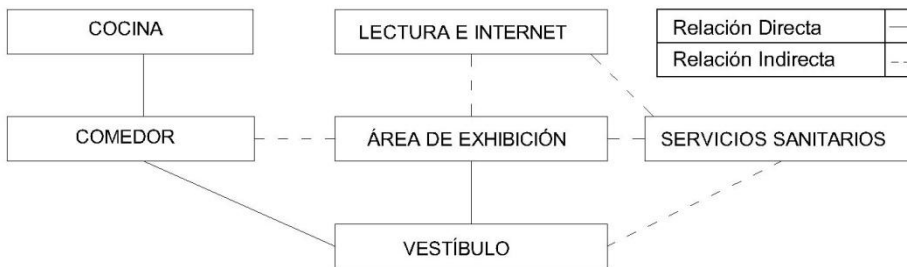 COCINA
LECTURA E INTERNET
Relación Directa
Relación Indirecta
COMEDOR
ÁREA DE EXHIBICIÓN
SERVICIOS SANITARIOS
VESTÍBULO